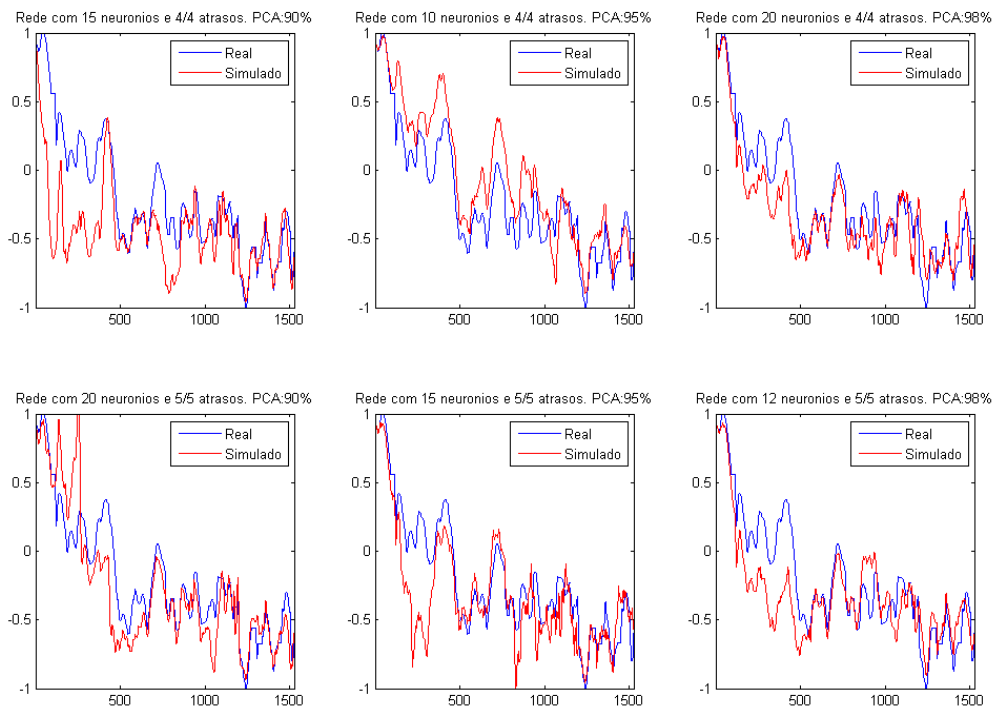 Rede com 15 neuronios e 4/4 atrasos. PCA:90%
1
0.5
0
-0.5
-1
500
1000
1500
Real
Simulado
Rede com 10 neuronios e 4/4 atrasos. PCA:95%
1
0.5
0
-0.5
-1
500
1000
1500
Real
Simulado
Rede com 20 neuronios e 4/4 atrasos. PCA:98%
1
0.5
0
-0.5
-1
500
1000
1500
Real
Simulado
Rede com 20 neuronios e 5/5 atrasos. PCA:90%
1
0.5
0
-0.5
-1
500
1000
1500
Real
Simulado
Rede com 15 neuronios e 5/5 atrasos. PCA:95%
1
0.5
0
-0.5
-1
500
1000
1500
Real
Simulado
Rede com 12 neuronios e 5/5 atrasos. PCA:98%
1
0.5
0
-0.5
-1
500
1000
1500
Real
Simulado